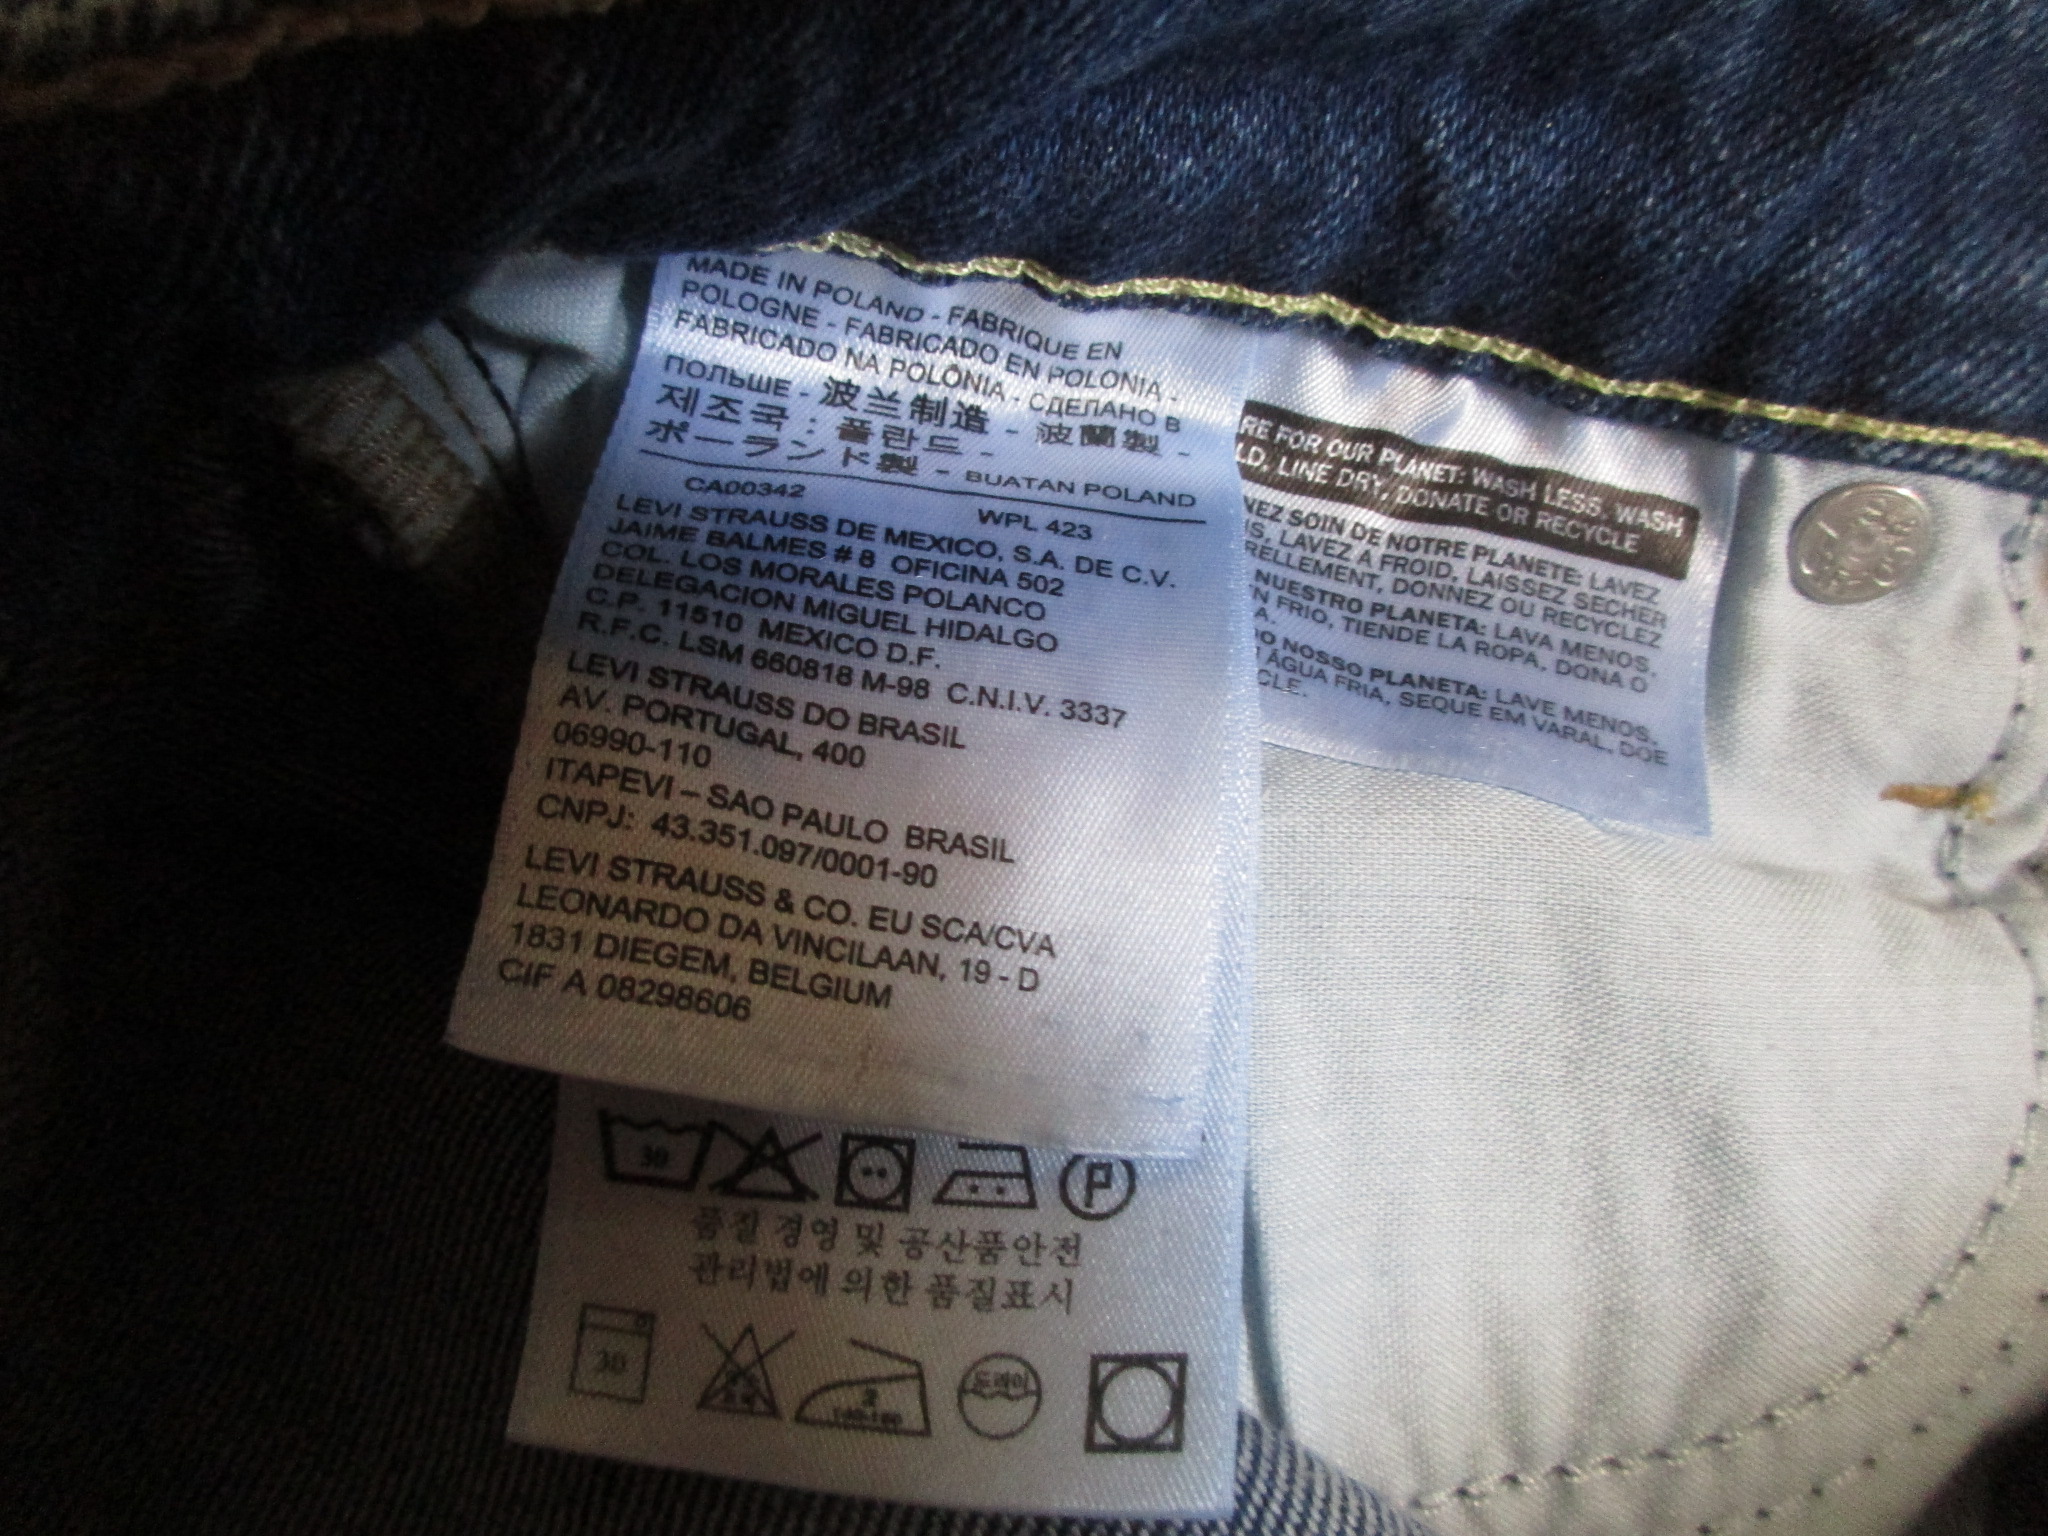 MADE IN POLAND - FABRIQUE EN
POLOGNE - FABRICADO EN POLONIA -
FABRICADO NA POLÔNIA - СДЕЛАНО В
ПОЛЬШЕ - 波兰制造 - 波蘭製 -
제조국 : 폴란드 -
ポーランド製 - BUATAN POLAND
CA00342
WPL 423
LEVI STRAUSS DE MEXICO, S.A. DE C.V.
JAIME BALMES # 8 OFICINA 502
COL. LOS MORALES POLANCO
DELEGACION MIGUEL HIDALGO
C.P. 11510 MEXICO D.F.
R.F.C. LSM 660818 M-98 C.N.I.V. 3337
LEVI STRAUSS DO BRASIL
AV. PORTUGAL, 400
06990-110
ITAPEVI – SAO PAULO BRASIL
CNPJ: 43.351.097/0001-90
LEVI STRAUSS & CO. EU SCA/CVA
LEONARDO DA VINCILAAN, 19 - D
1831 DIEGEM, BELGIUM
CIF A 08298606
30
P
품질 경영 및 공산품안전
관리법에 의한 품질표시
30
드라이
RE FOR OUR PLANET: WASH LESS, WASH
LD, LINE DRY, DONATE OR RECYCLE
NEZ SOIN DE NOTRE PLANETE: LAVEZ
S, LAVEZ A FROID, LAISSEZ SECHER
RELLEMENT, DONNEZ OU RECYCLEZ
NUESTRO PLANETA: LAVA MENOS,
N FRIO, TIENDE LA ROPA, DONA O
A.
O NOSSO PLANETA: LAVE MENOS,
ÁGUA FRIA, SEQUE EM VARAL, DOE
CLE.